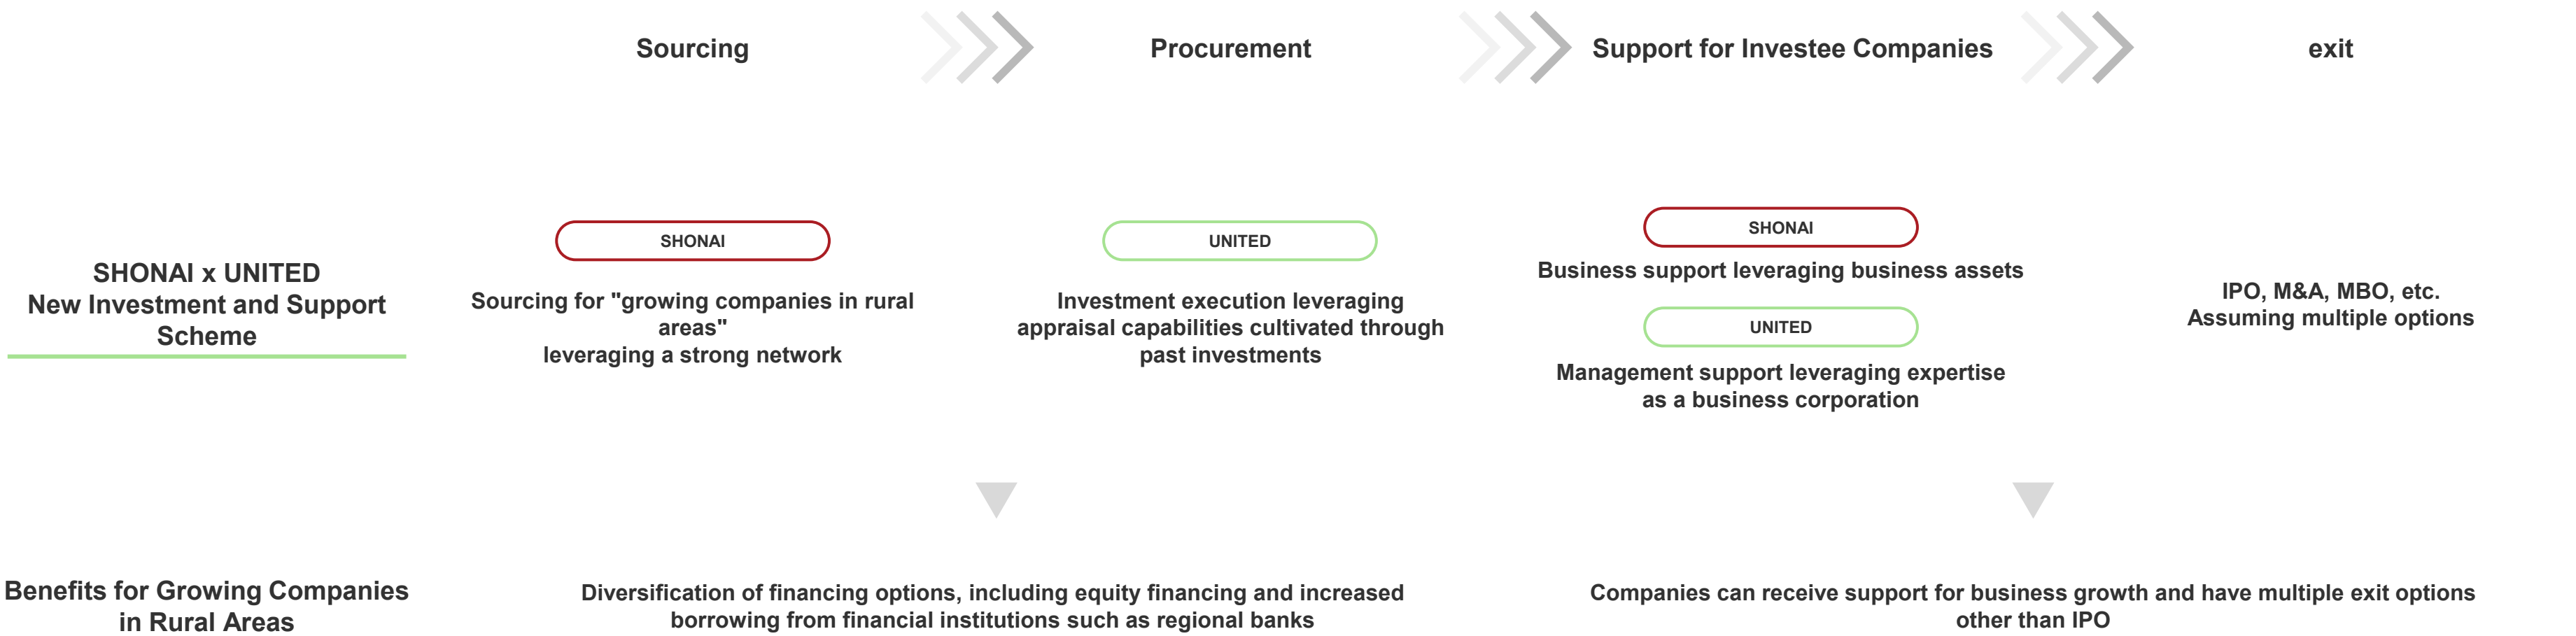 Sourcing
Procurement
Support for Investee Companies
exit
SHONAI x UNITED
New Investment and Support
Scheme
SHONAI
Sourcing for "growing companies in rural
areas"
leveraging a strong network
UNITED
Investment execution leveraging
appraisal capabilities cultivated through
past investments
SHONAI
Business support leveraging business assets
UNITED
Management support leveraging expertise
as a business corporation
IPO, M&A, MBO, etc.
Assuming multiple options
Benefits for Growing Companies
in Rural Areas
Diversification of financing options, including equity financing and increased
borrowing from financial institutions such as regional banks
Companies can receive support for business growth and have multiple exit options
other than IPO